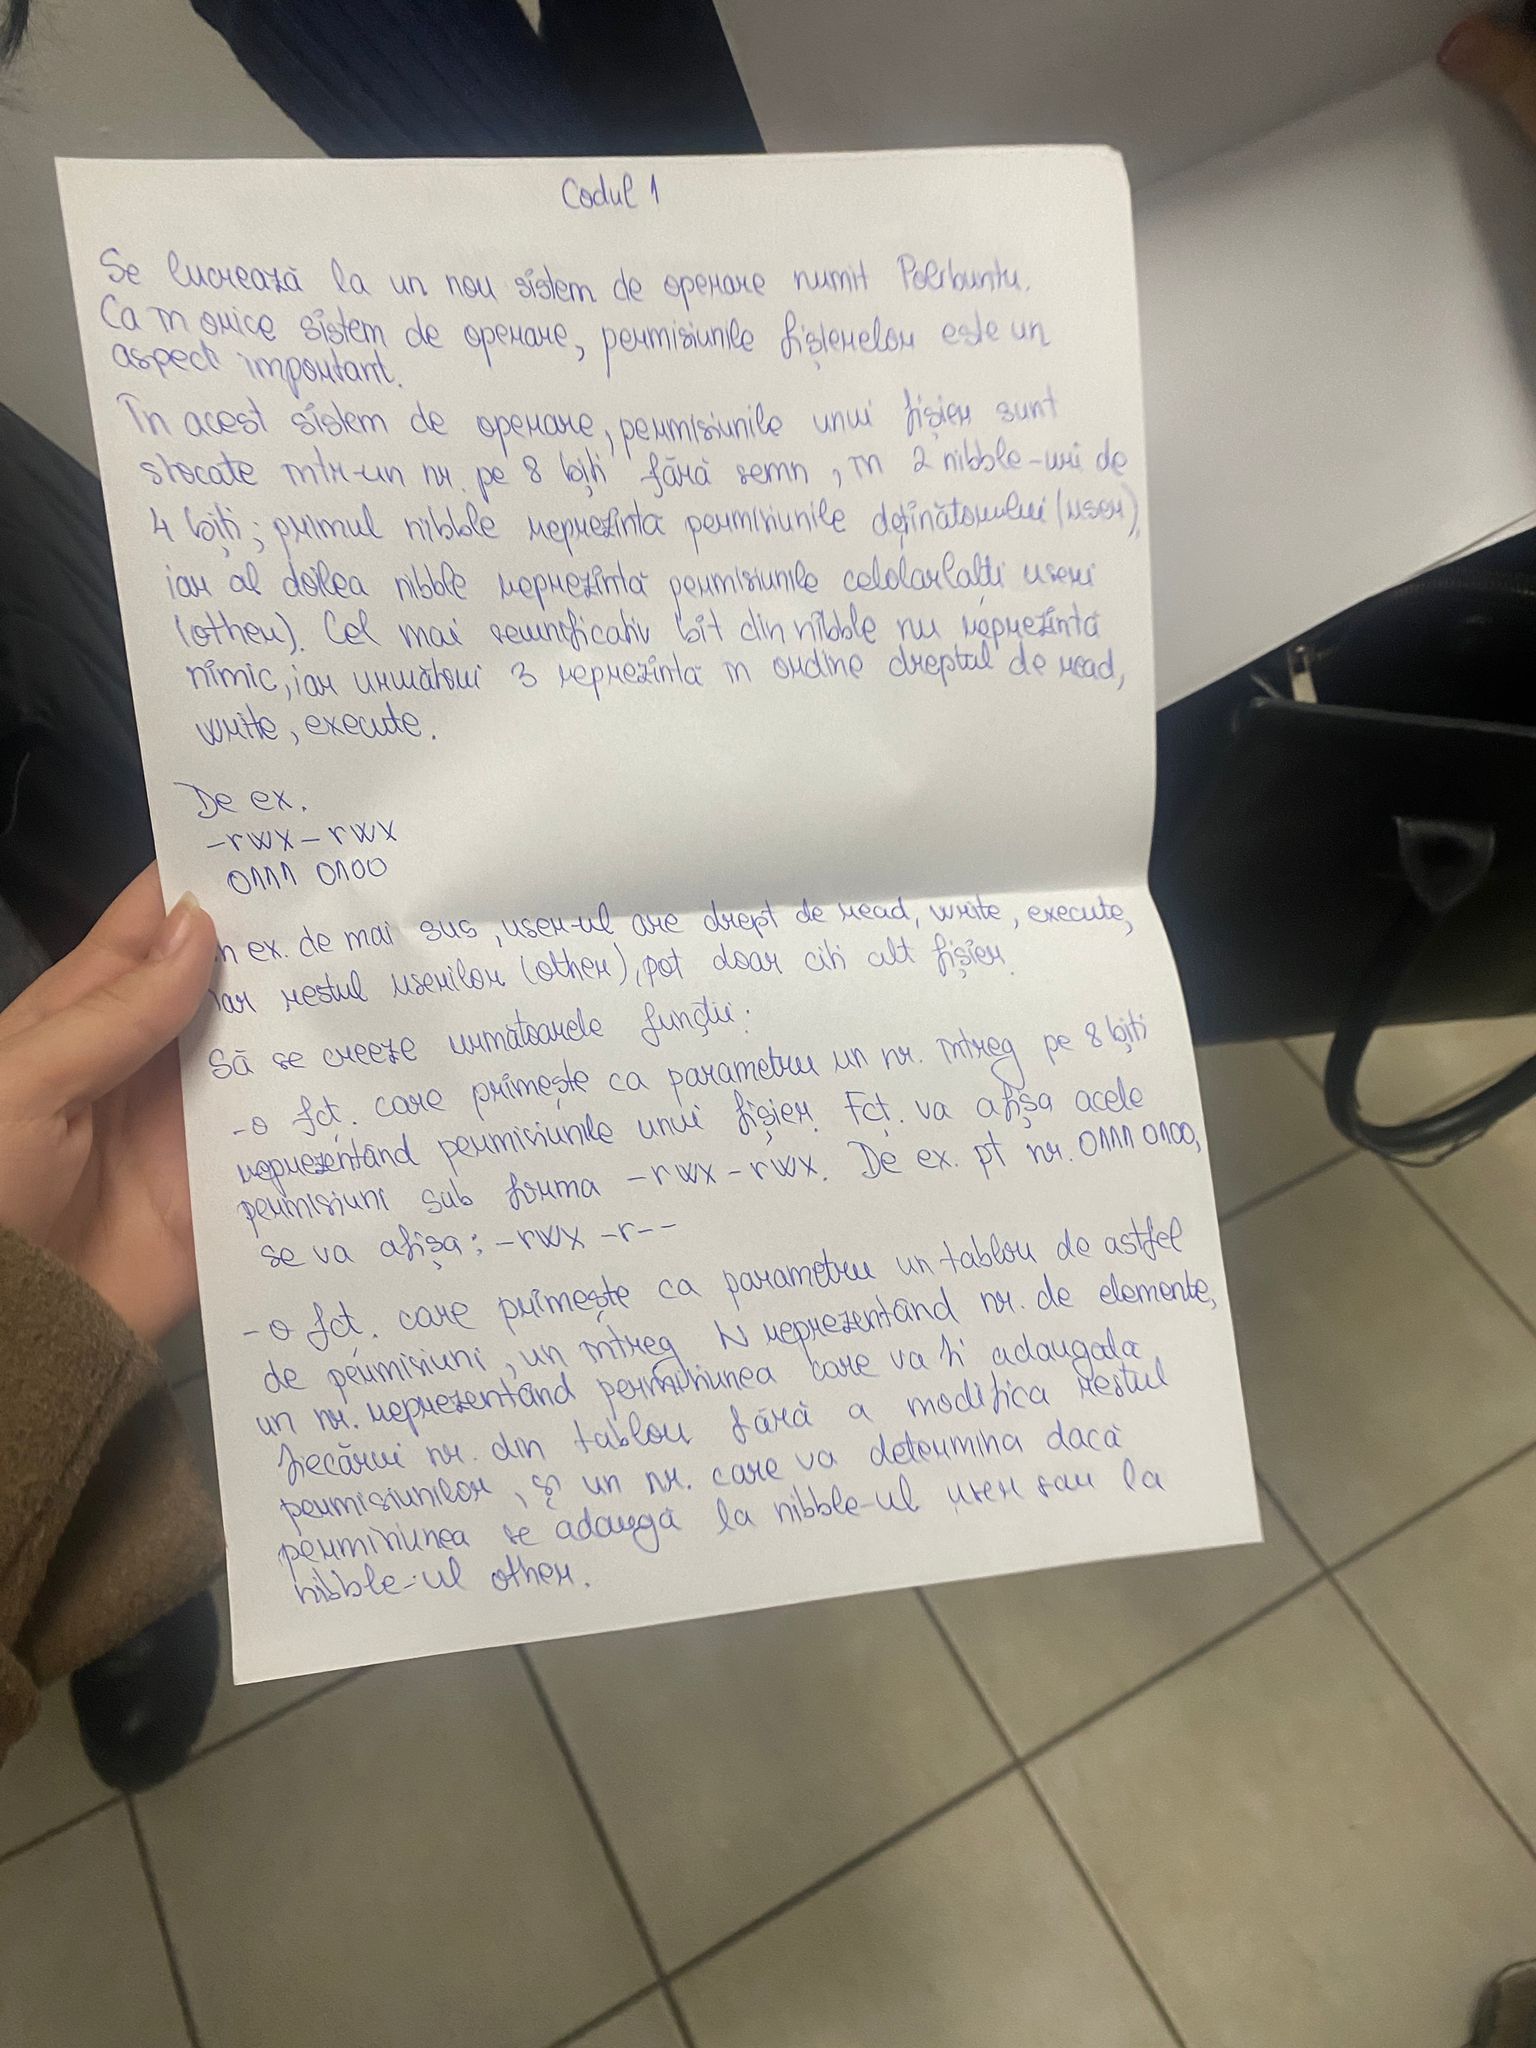 Codul 1
Se lucrează la un nou sistem de operare numit Polibuntu.
Ca în orice sistem de operare, permisiunile fișierelor este un
aspect important.
În acest sistem de operare, permisiunile unui fișier sunt
stocate într-un nr. pe 8 biți fără semn, în 2 nibble-uri de
4 biți; primul nibble reprezintă permisiunile deținătorului (user),
iar al doilea nibble reprezintă permisiunile celolarlalți useri
(other). Cel mai semnificativ bit din nibble nu reprezintă
nimic, iar următorii 3 reprezintă în ordine dreptul de read,
write, execute.
De ex.
-rwx-rwx
0111 0100
n ex. de mai sus, user-ul are drept de read, write, execute,
iar restul userilor (other), pot doar citi alt fișier.
Să se creeze următoarele funcții:
-o fct. care primește ca parametru un nr. întreg pe 8 biți
reprezentând permisiunile unui fișier. Fct. va afișa acele
permisiuni sub forma -rwx-rwx. De ex. pt nr. 0111 0100,
se va afișa: -rwx -r--
-o fct. care primește ca parametru un tablou de astfel
de permisiuni, un întreg N reprezentând nr. de elemente,
un nr. reprezentând permisiunea care va fi adaugată
fiecărui nr. din tablou fără a modifica restul
permisiunilor, și un nr. care va determina dacă
permisiunea se adaugă la nibble-ul user sau la
nibble-ul other.